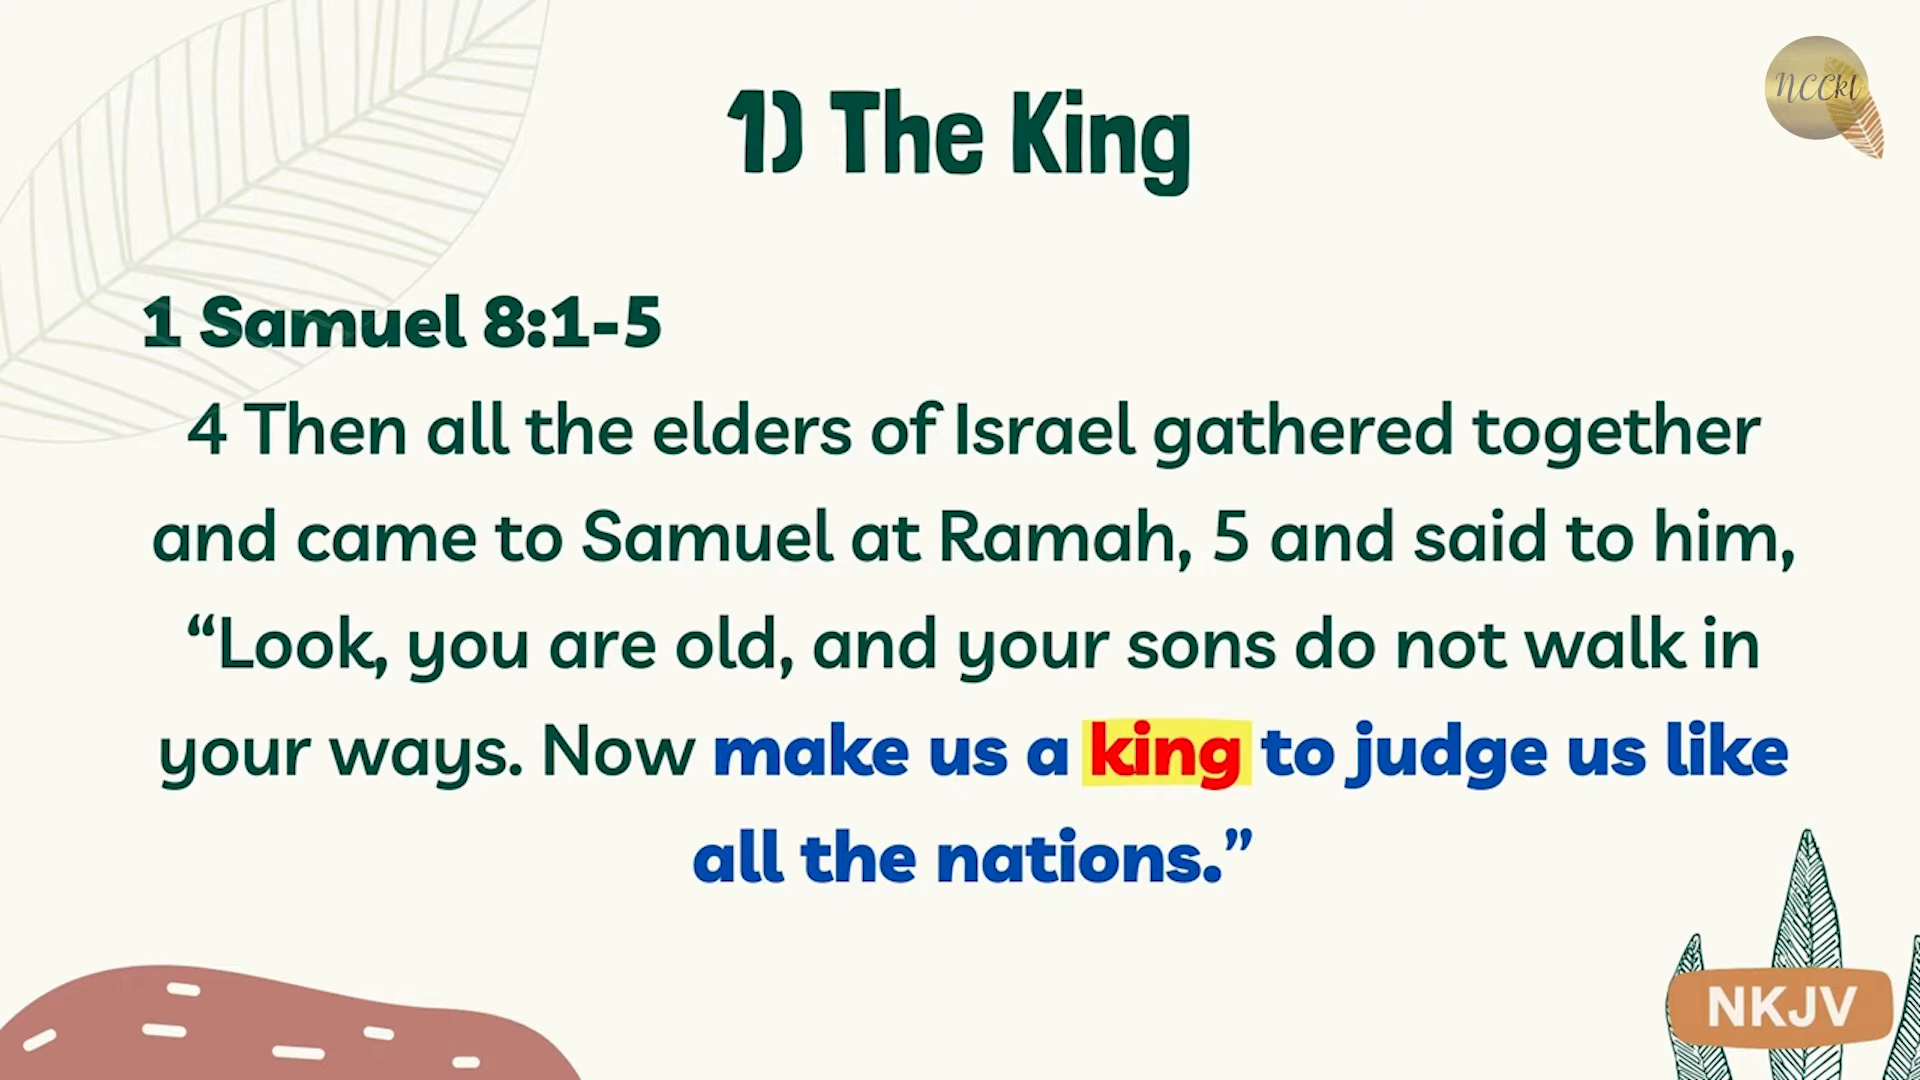 NCCkl
1) The King
1 Samuel 8:1-5
4 Then all the elders of Israel gathered together
and came to Samuel at Ramah, 5 and said to him,
“Look, you are old, and your sons do not walk in
your ways. Now make us a king to judge us like
all the nations.”
NKJV